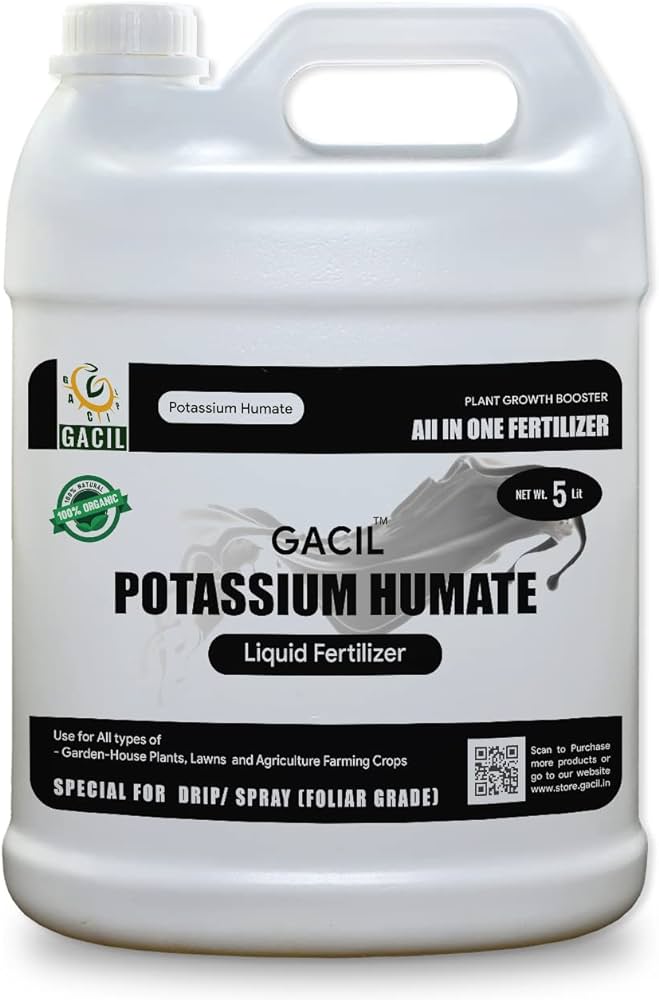 GACIP
GACIL
Potassium Humate
PLANT GROWTH BOOSTER
All IN ONE FERTILIZER
100% NATURAL
100% ORGANIC
NET Wt. 5 Lit
GACIL™
POTASSIUM HUMATE
Liquid Fertilizer
Use for All types of
- Garden-House Plants, Lawns and Agriculture Farming Crops
SPECIAL FOR DRIP/ SPRAY (FOLIAR GRADE)
Scan to Purchase
more products or
go to our website
www.store.gacil.in